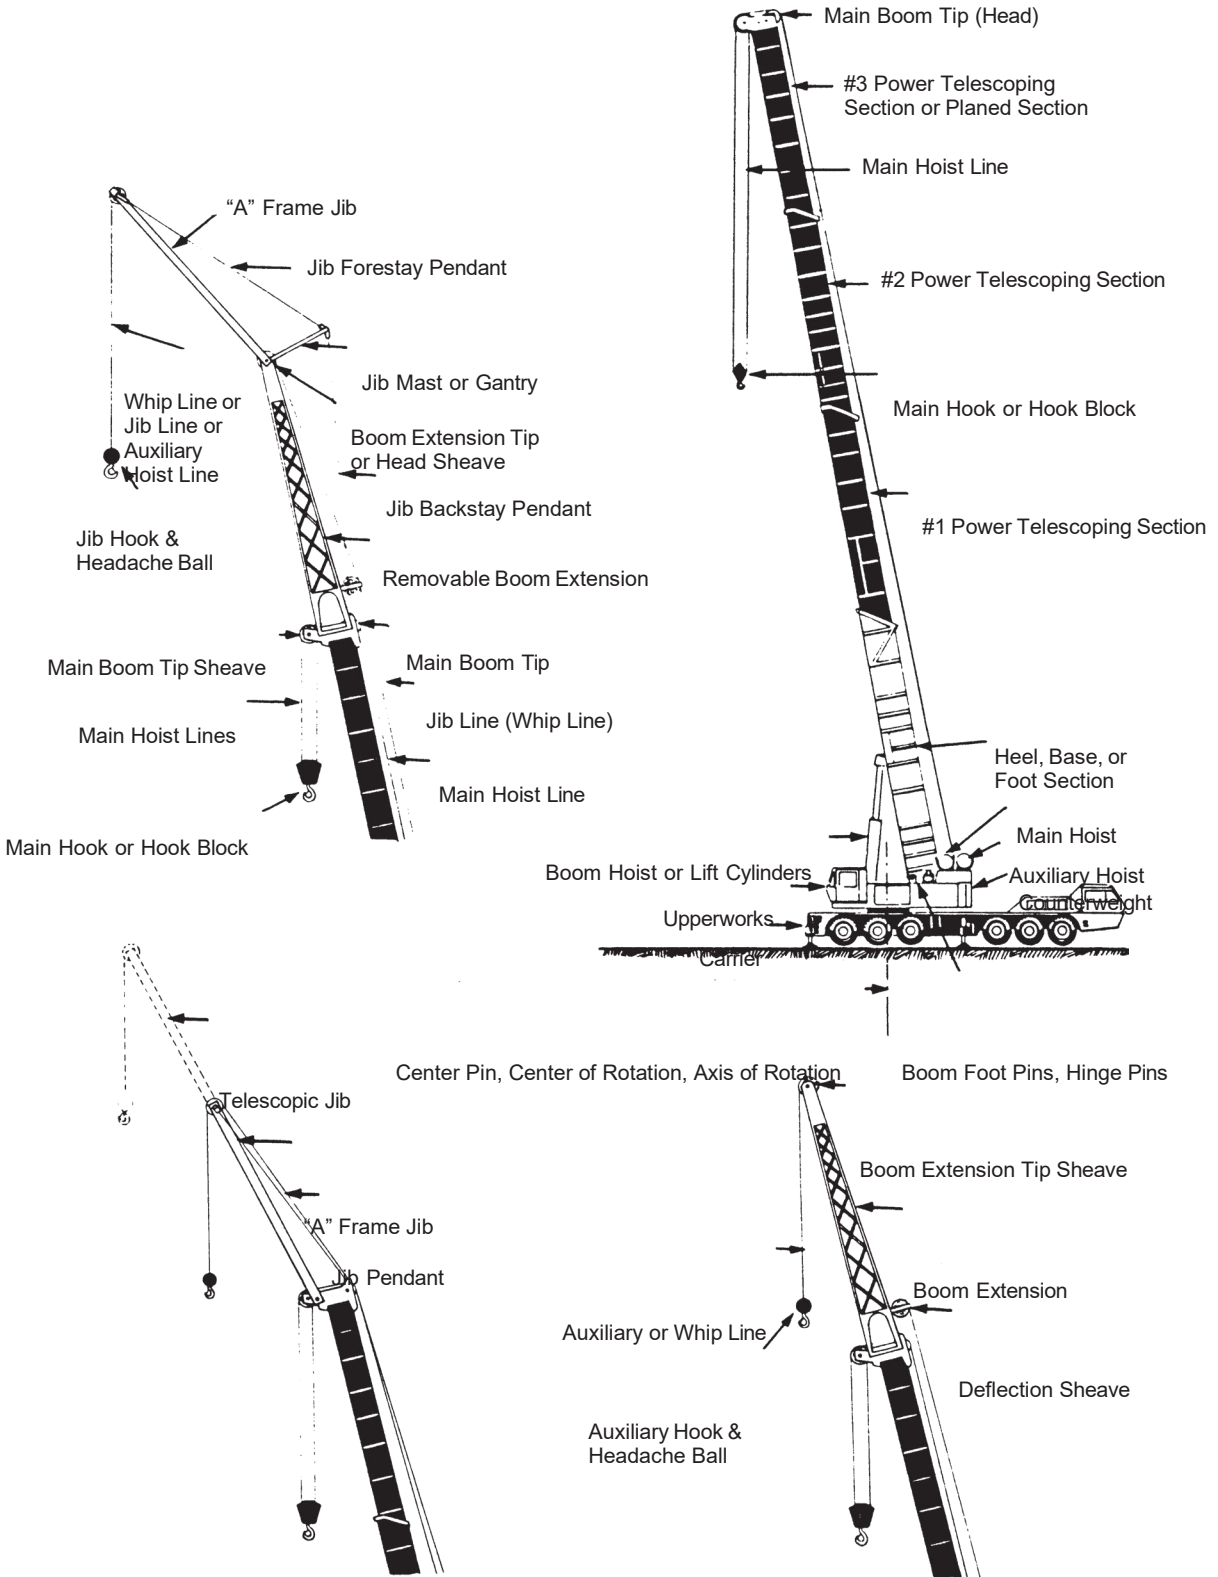 Main Boom Tip (Head)
#3 Power Telescoping
Section or Planed Section
Main Hoist Line
#2 Power Telescoping Section
Main Hook or Hook Block
#1 Power Telescoping Section
Heel, Base, or
Foot Section
Main Hoist
Auxiliary Hoist
Counterweight
Boom Hoist or Lift Cylinders
Upperworks
Carrier
Center Pin, Center of Rotation, Axis of Rotation
Boom Foot Pins, Hinge Pins
“A” Frame Jib
Jib Forestay Pendant
Jib Mast or Gantry
Whip Line or
Jib Line or
Auxiliary
Hoist Line
Boom Extension Tip
or Head Sheave
Jib Backstay Pendant
Jib Hook &
Headache Ball
Removable Boom Extension
Main Boom Tip Sheave
Main Boom Tip
Jib Line (Whip Line)
Main Hoist Lines
Main Hoist Line
Main Hook or Hook Block
Telescopic Jib
“A” Frame Jib
Jib Pendant
Boom Extension Tip Sheave
Boom Extension
Auxiliary or Whip Line
Deflection Sheave
Auxiliary Hook &
Headache Ball